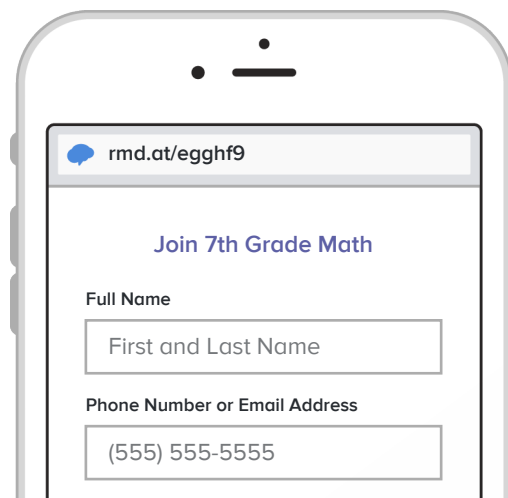 rmd.at/egghf9
Join 7th Grade Math
Full Name
First and Last Name
Phone Number or Email Address
(555) 555-5555